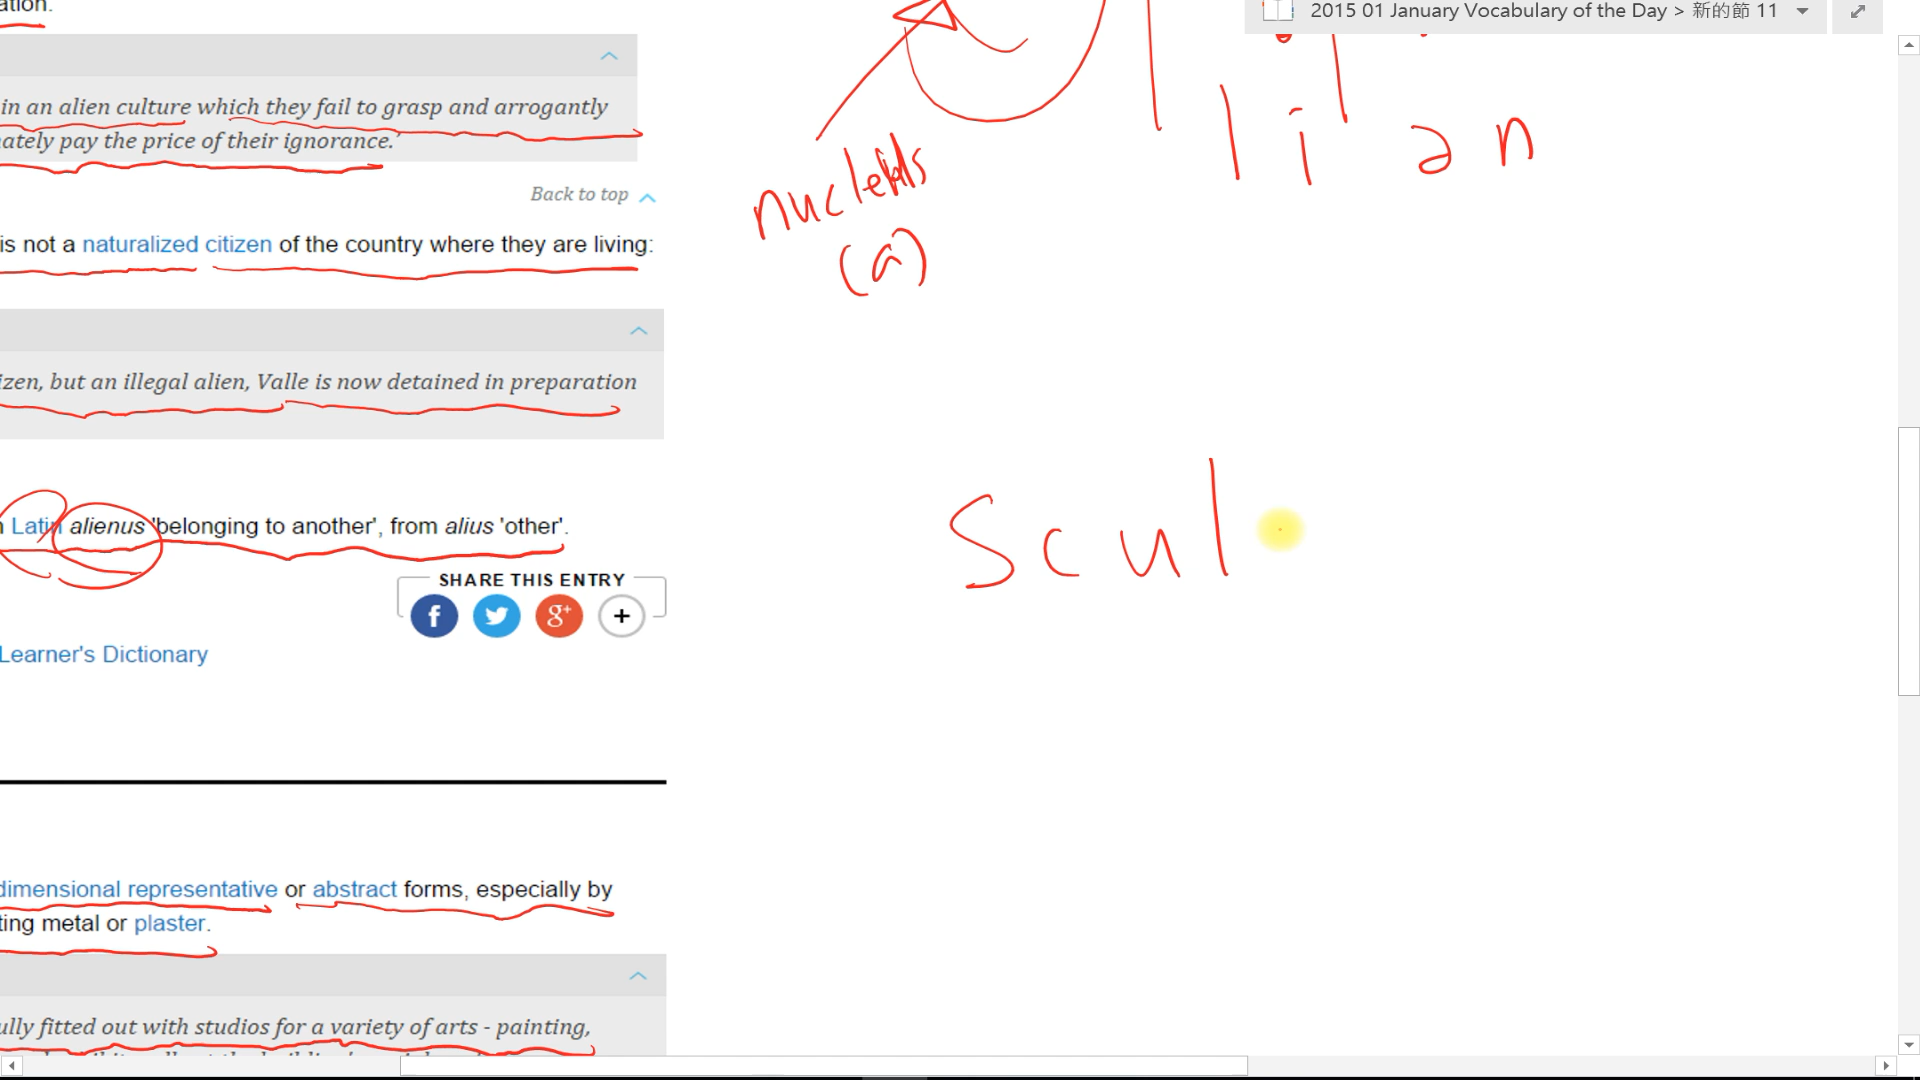 ation.
2015 01 January Vocabulary of the Day > 新的節 11
in an alien culture which they fail to grasp and arrogantly
ately pay the price of their ignorance.'
l i an
Back to top
(a)
is not a naturalized citizen of the country where they are living:
izen, but an illegal alien, Valle is now detained in preparation
Latin alienus 'belonging to another', from alius 'other'.
Scul
SHARE THIS ENTRY
f g+ +
Learner's Dictionary
dimensional representative or abstract forms, especially by
ting metal or plaster.
ully fitted out with studios for a variety of arts - painting,